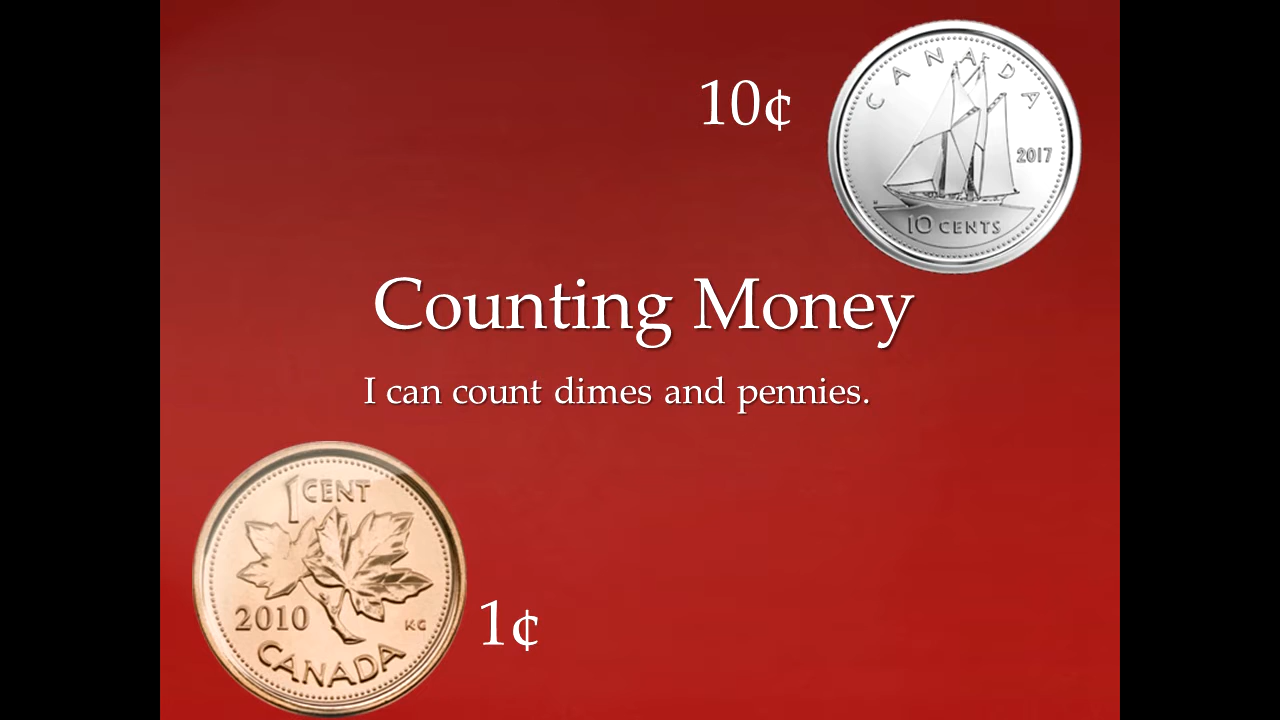 10¢
CANADA
2017
10 CENTS
Counting Money
I can count dimes and pennies.
1 CENT
2010
KG
CANADA
1¢